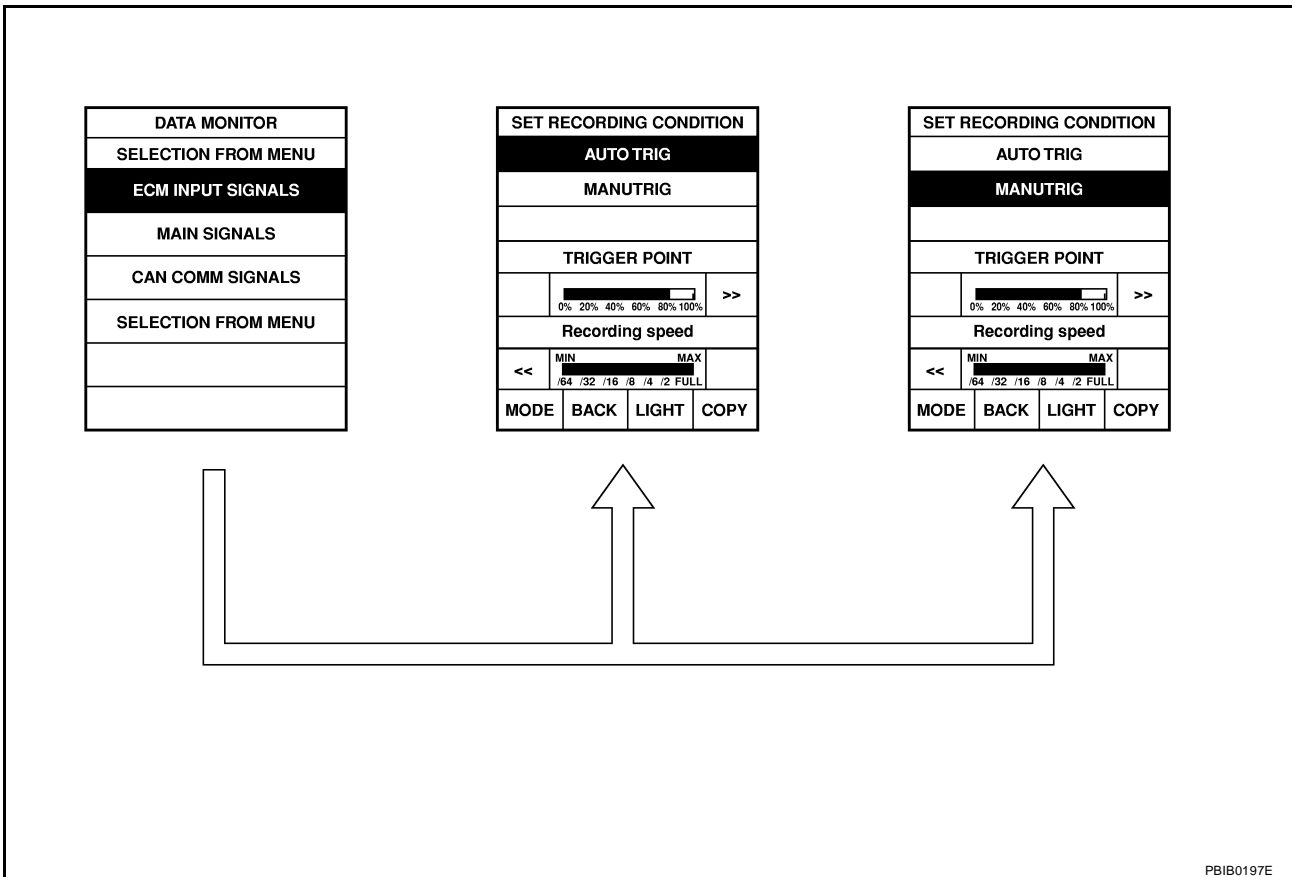 DATA MONITOR
SELECTION FROM MENU
ECM INPUT SIGNALS
MAIN SIGNALS
CAN COMM SIGNALS
SELECTION FROM MENU
SET RECORDING CONDITION
AUTO TRIG
MANUTRIG
TRIGGER POINT
>>
0% 20% 40% 60% 80% 100%
Recording speed
MIN MAX
<<
/64 /32 /16 /8 /4 /2 FULL
MODE BACK LIGHT COPY
SET RECORDING CONDITION
AUTO TRIG
MANUTRIG
TRIGGER POINT
>>
0% 20% 40% 60% 80% 100%
Recording speed
MIN MAX
<<
/64 /32 /16 /8 /4 /2 FULL
MODE BACK LIGHT COPY
PBIB0197E